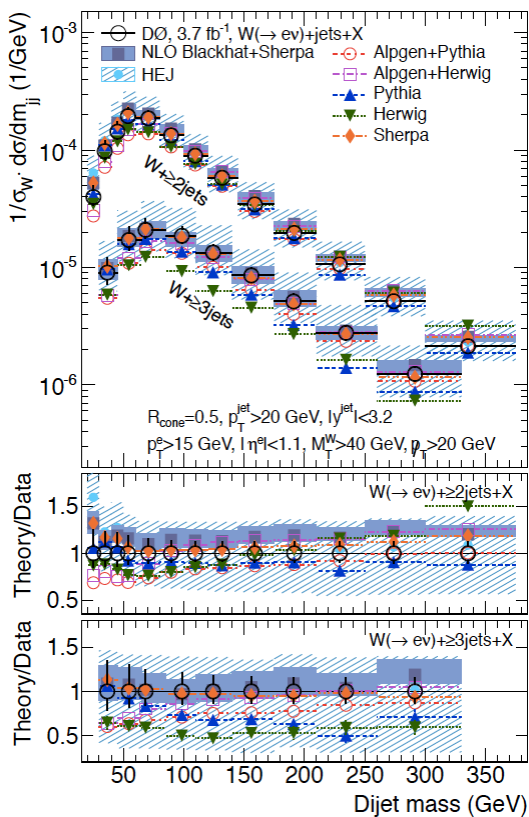 DØ, 3.7 fb⁻¹, W(→ eν)+jets+X
NLO Blackhat+Sherpa
HEJ
Alpgen+Pythia
Alpgen+Herwig
Pythia
Herwig
Sherpa
1/σ_W · dσ/dm_jj (1/GeV)
10⁻³
10⁻⁴
10⁻⁵
10⁻⁶
W+≥2jets
W+≥3jets
R_cone=0.5, p_T^jet>20 GeV, |y^jet|<3.2
p_T^e>15 GeV, |η^e|<1.1, M_T^W>40 GeV, p̸_T>20 GeV
Theory/Data
1.5
1
0.5
W(→ eν)+≥2jets+X
Theory/Data
1.5
1
0.5
W(→ eν)+≥3jets+X
50 100 150 200 250 300 350
Dijet mass (GeV)